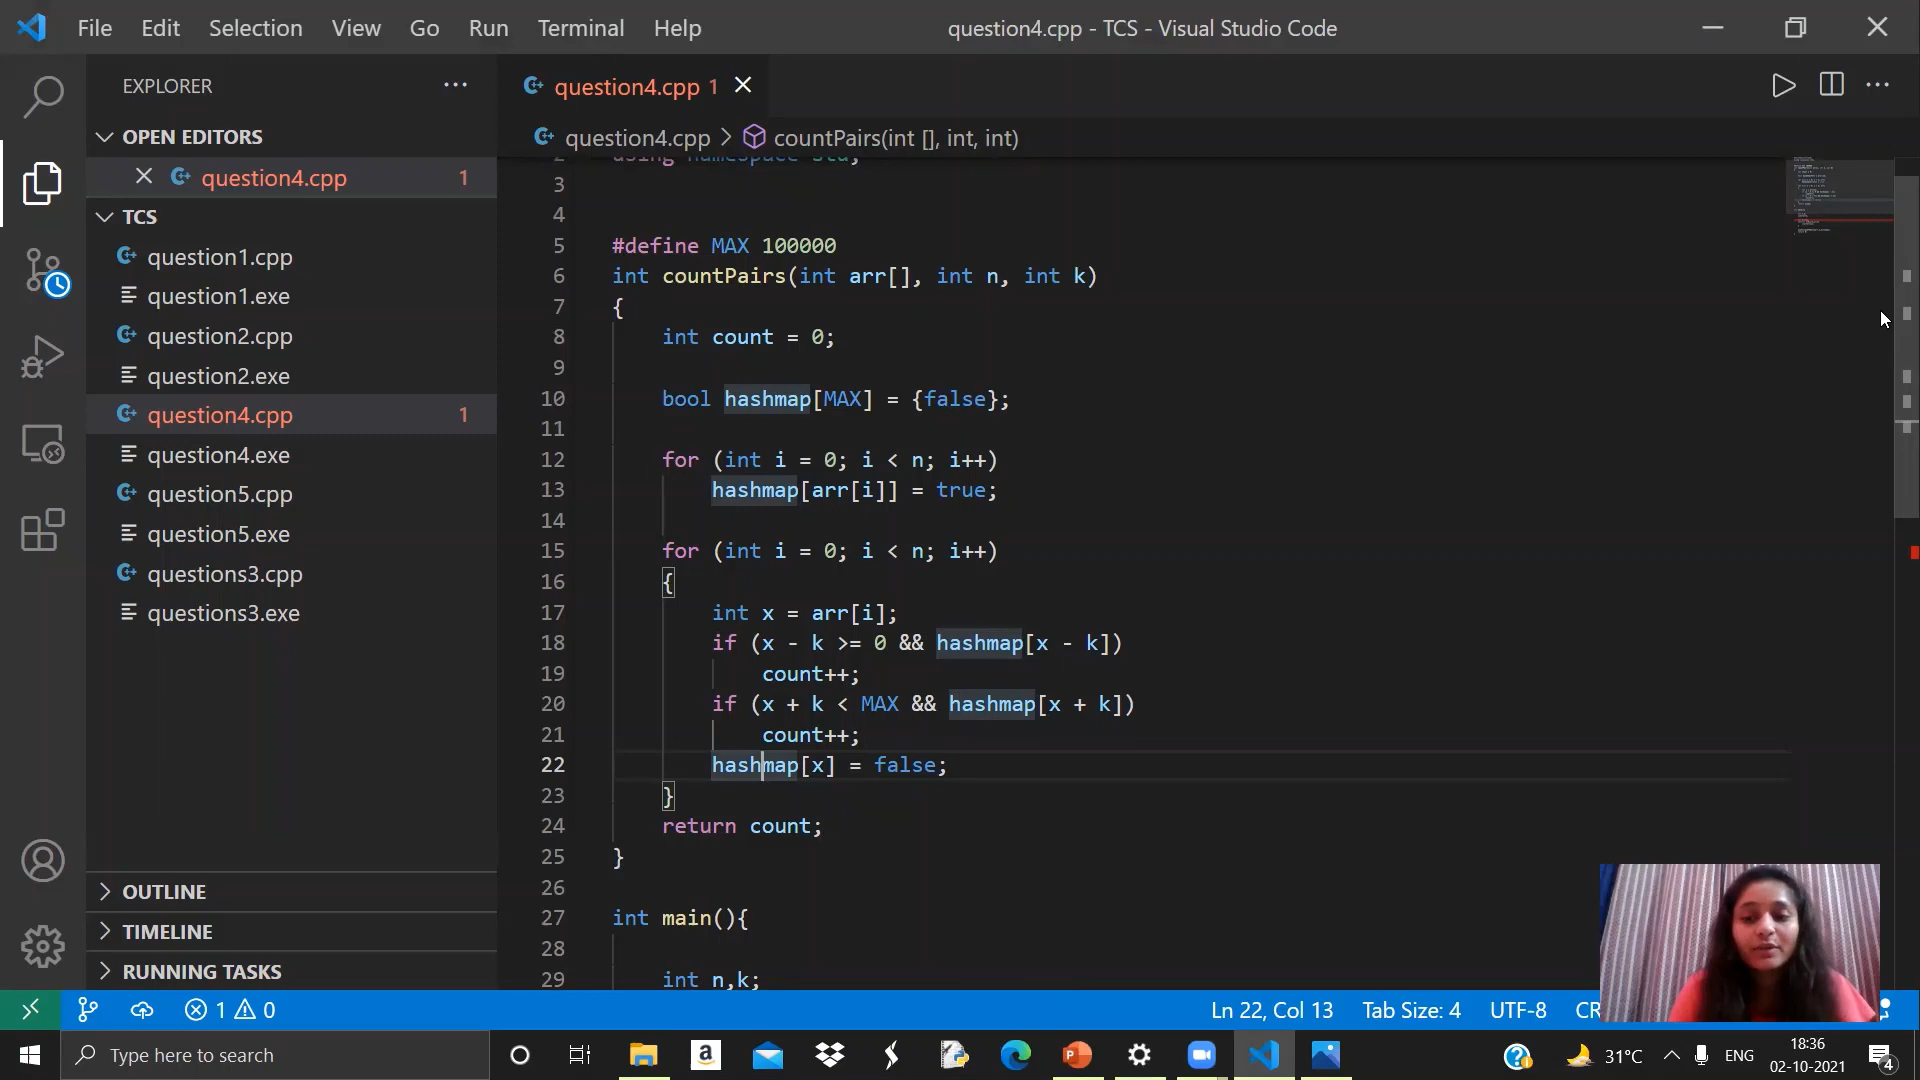 File Edit Selection View Go Run Terminal Help
question4.cpp - TCS - Visual Studio Code
EXPLORER
question4.cpp 1
OPEN EDITORS
question4.cpp > countPairs(int [], int, int)
question4.cpp 1
TCS
question1.cpp
question1.exe
question2.cpp
question2.exe
question4.cpp 1
question4.exe
question5.cpp
question5.exe
questions3.cpp
questions3.exe
OUTLINE
TIMELINE
RUNNING TASKS
2 using namespace std;
3
4
5 #define MAX 100000
6 int countPairs(int arr[], int n, int k)
7 {
8 int count = 0;
9
10 bool hashmap[MAX] = {false};
11
12 for (int i = 0; i < n; i++)
13 hashmap[arr[i]] = true;
14
15 for (int i = 0; i < n; i++)
16 {
17 int x = arr[i];
18 if (x - k >= 0 && hashmap[x - k])
19 count++;
20 if (x + k < MAX && hashmap[x + k])
21 count++;
22 hashmap[x] = false;
23 }
24 return count;
25 }
26
27 int main(){
28
29 int n,k;
1 0
Ln 22, Col 13 Tab Size: 4 UTF-8 CR
Type here to search
31°C ENG
18:36
02-10-2021
4